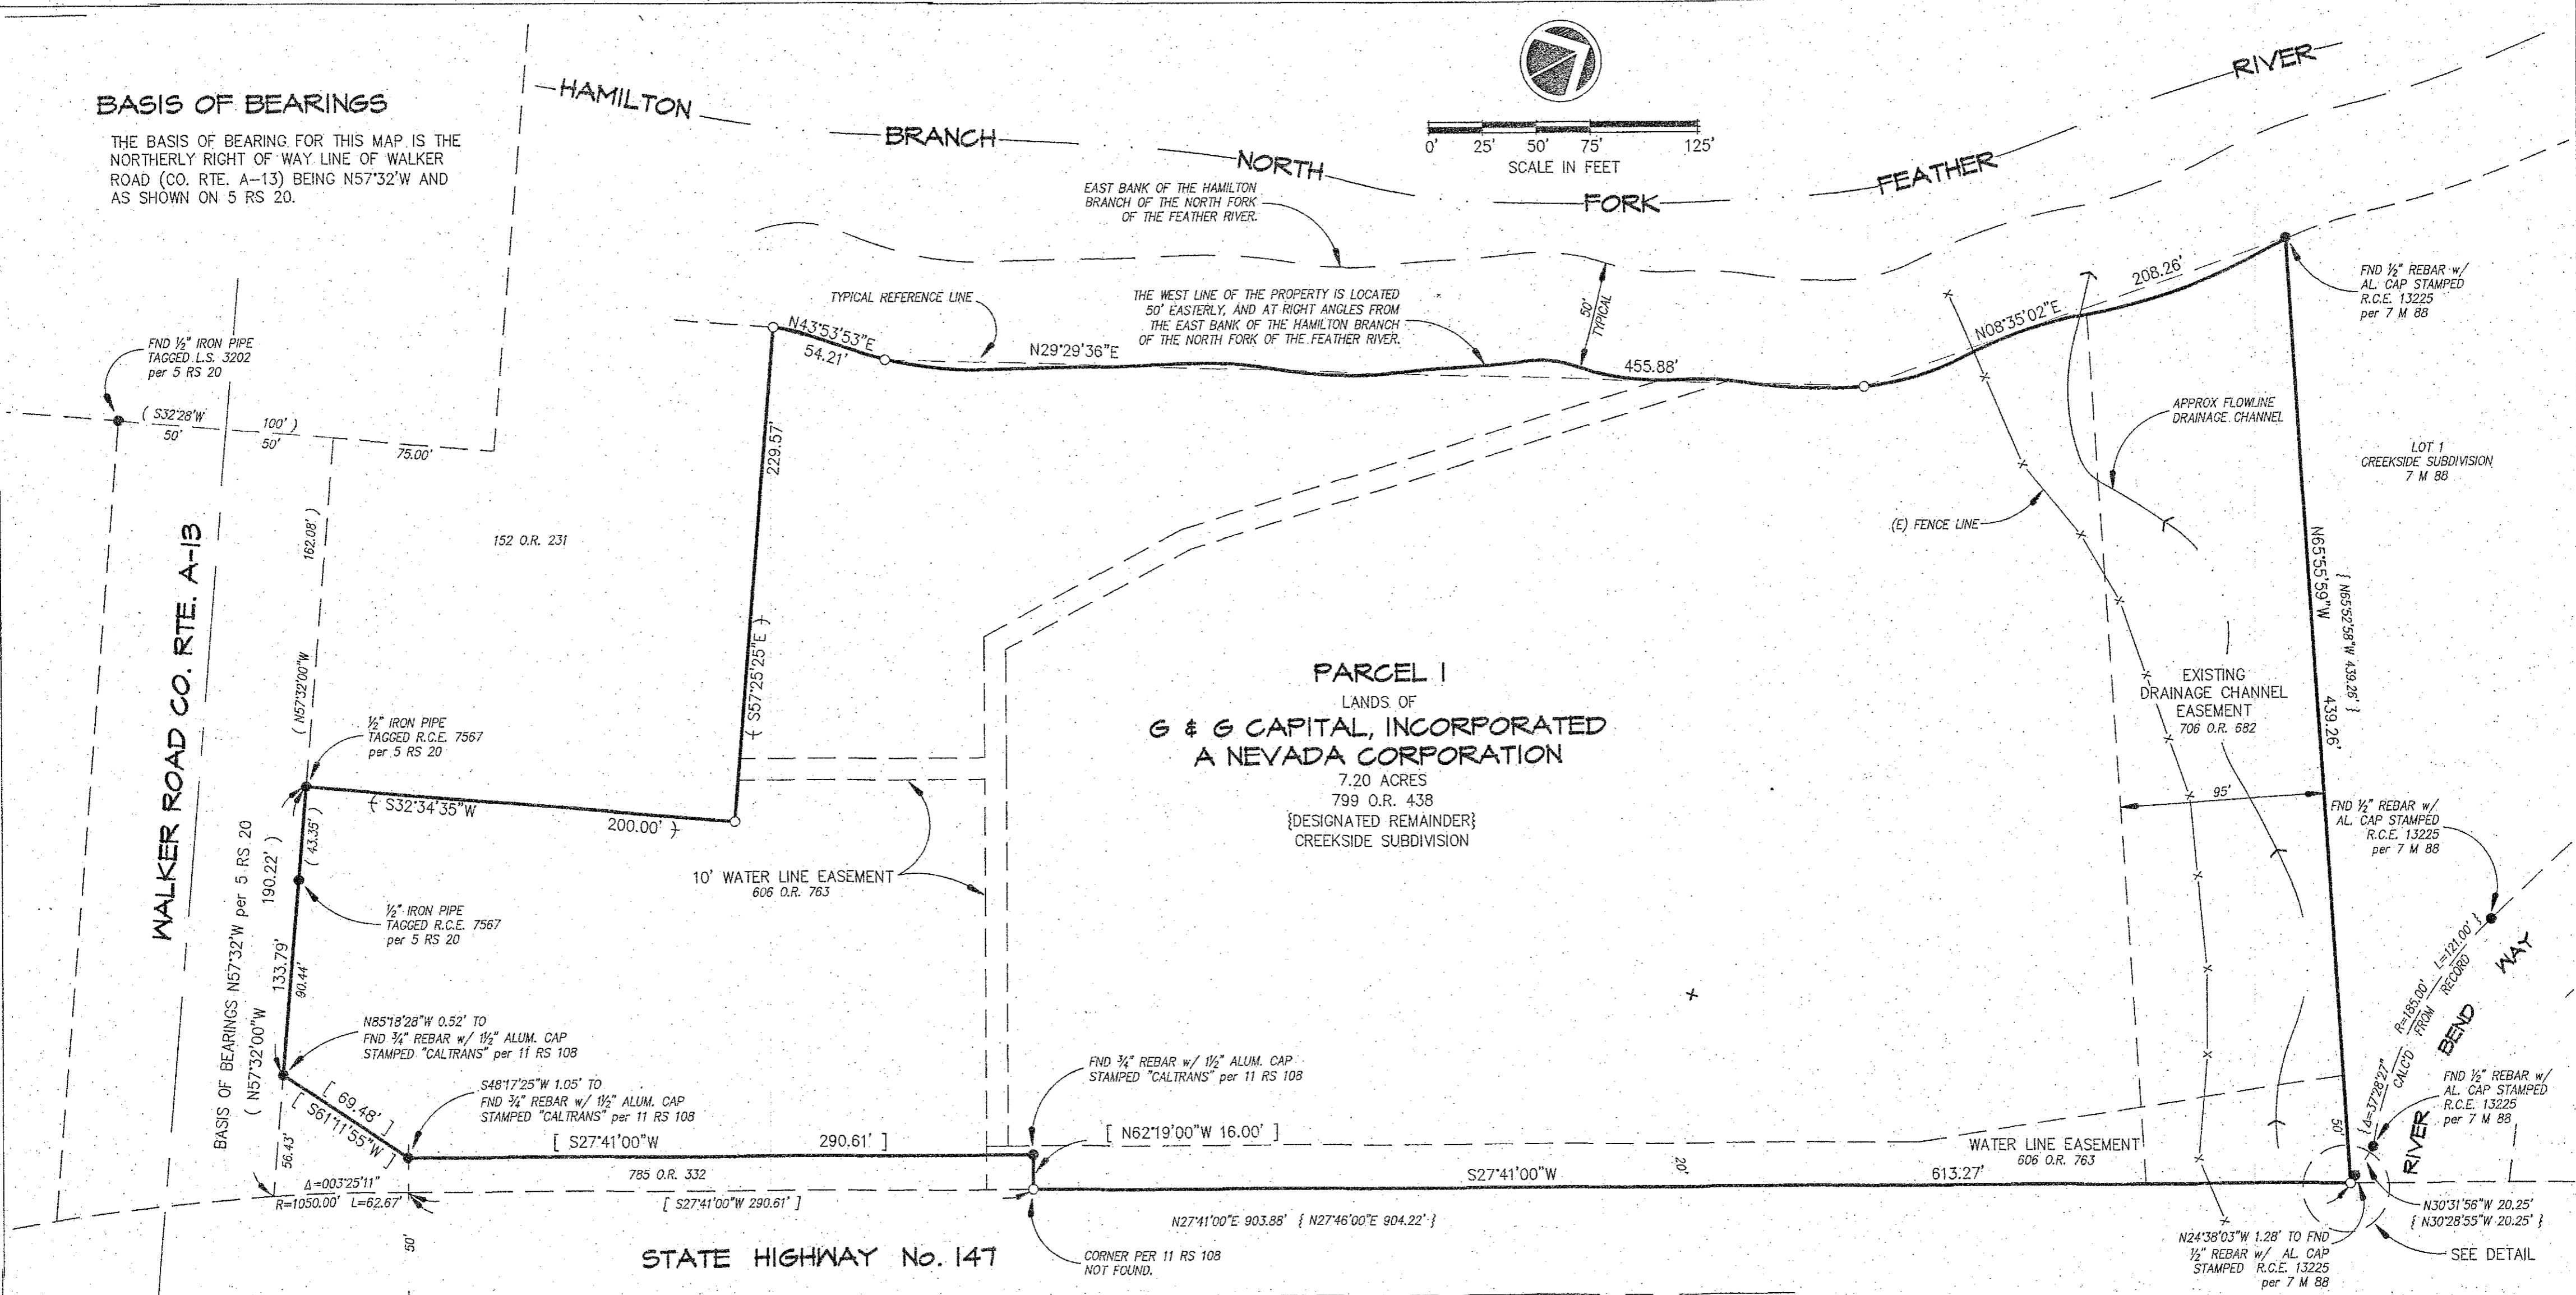 BASIS OF BEARINGS
THE BASIS OF BEARING FOR THIS MAP IS THE
NORTHERLY RIGHT OF WAY LINE OF WALKER
ROAD (CO. RTE. A-13) BEING N57°32'W AND
AS SHOWN ON 5 RS 20.
HAMILTON
BRANCH
NORTH
FORK
FEATHER
RIVER
0' 25' 50' 75' 125'
SCALE IN FEET
EAST BANK OF THE HAMILTON
BRANCH OF THE NORTH FORK
OF THE FEATHER RIVER.
TYPICAL REFERENCE LINE
THE WEST LINE OF THE PROPERTY IS LOCATED
50' EASTERLY, AND AT RIGHT ANGLES FROM
THE EAST BANK OF THE HAMILTON BRANCH
OF THE NORTH FORK OF THE FEATHER RIVER.
50'
TYPICAL
N43°53'53"E
54.21'
N29°29'36"E
455.88'
N08°35'02"E
208.26'
FND ½" REBAR w/
AL. CAP STAMPED
R.C.E. 13225
per 7 M 88
FND ½" IRON PIPE
TAGGED L.S. 3202
per 5 RS 20
( S32°28'W 100' )
50' 50'
75.00'
( N57°32'00"W 162.08' )
152 O.R. 231
229.57'
( S57°25'25"E )
APPROX FLOWLINE
DRAINAGE CHANNEL
LOT 1
CREEKSIDE SUBDIVISION
7 M 88
(E) FENCE LINE
N65°55'59"W 439.26'
{ N65°52'58"W 439.26' }
WALKER ROAD CO. RTE. A-13
½" IRON PIPE
TAGGED R.C.E. 7567
per 5 RS 20
( S32°34'35"W 200.00' )
PARCEL 1
LANDS OF
G & G CAPITAL, INCORPORATED
A NEVADA CORPORATION
7.20 ACRES
799 O.R. 438
{DESIGNATED REMAINDER}
CREEKSIDE SUBDIVISION
EXISTING
DRAINAGE CHANNEL
EASEMENT
706 O.R. 682
95'
FND ½" REBAR w/
AL. CAP STAMPED
R.C.E. 13225
per 7 M 88
10' WATER LINE EASEMENT
606 O.R. 763
½" IRON PIPE
TAGGED R.C.E. 7567
per 5 RS 20
BASIS OF BEARINGS N57°32'W per 5 RS 20
( N57°32'00"W 190.22' )
( 43.35' )
133.79'
90.44'
56.43'
N85°18'28"W 0.52' TO
FND ¾" REBAR w/ 1½" ALUM. CAP
STAMPED "CALTRANS" per 11 RS 108
[ 69.48' ]
[ S61°11'55"W ]
S48°17'25"W 1.05' TO
FND ¾" REBAR w/ 1½" ALUM. CAP
STAMPED "CALTRANS" per 11 RS 108
FND ¾" REBAR w/ 1½" ALUM. CAP
STAMPED "CALTRANS" per 11 RS 108
[ S27°41'00"W 290.61' ]
[ N62°19'00"W 16.00' ]
785 O.R. 332
Δ=003°25'11"
R=1050.00' L=62.67'
50'
[ S27°41'00"W 290.61' ]
N27°41'00"E 903.88' { N27°46'00"E 904.22' }
S27°41'00"W 613.27'
20'
WATER LINE EASEMENT
606 O.R. 763
STATE HIGHWAY No. 147
CORNER PER 11 RS 108
NOT FOUND.
{Δ=37°28'27" R=185.00' L=121.00' }
CALC'D FROM RECORD
RIVER BEND WAY
FND ½" REBAR w/
AL. CAP STAMPED
R.C.E. 13225
per 7 M 88
50'
N30°31'56"W 20.25'
{ N30°28'55"W 20.25' }
N24°38'03"W 1.28' TO FND
½" REBAR w/ AL. CAP
STAMPED R.C.E. 13225
per 7 M 88
SEE DETAIL